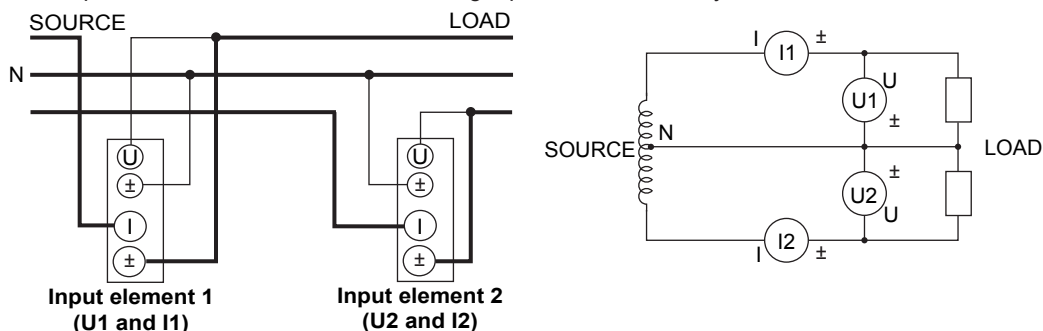 SOURCE
LOAD
N
U
±
I
±
U
±
I
±
Input element 1
(U1 and I1)
Input element 2
(U2 and I2)
I
I1
±
U
U1
±
N
SOURCE
LOAD
±
U2
U
I
I2
±